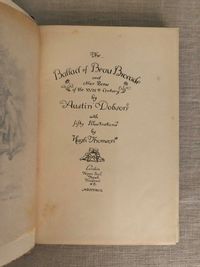 The
Ballad of Beau Brocade
and
other Poems
of the XVIIIth Century
by
Austin Dobson
with
fifty Illustrations
by
Hugh Thomson
London